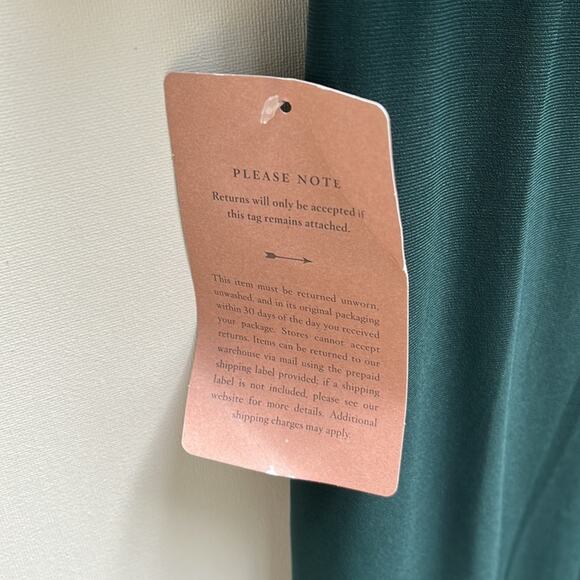 PLEASE NOTE
Returns will only be accepted if
this tag remains attached.
This item must be returned unworn,
unwashed, and in its original packaging
within 30 days of the day you received
your package. Stores cannot accept
returns. Items can be returned to our
warehouse via mail using the prepaid
shipping label provided; if a shipping
label is not included, please see our
website for more details. Additional
shipping charges may apply.